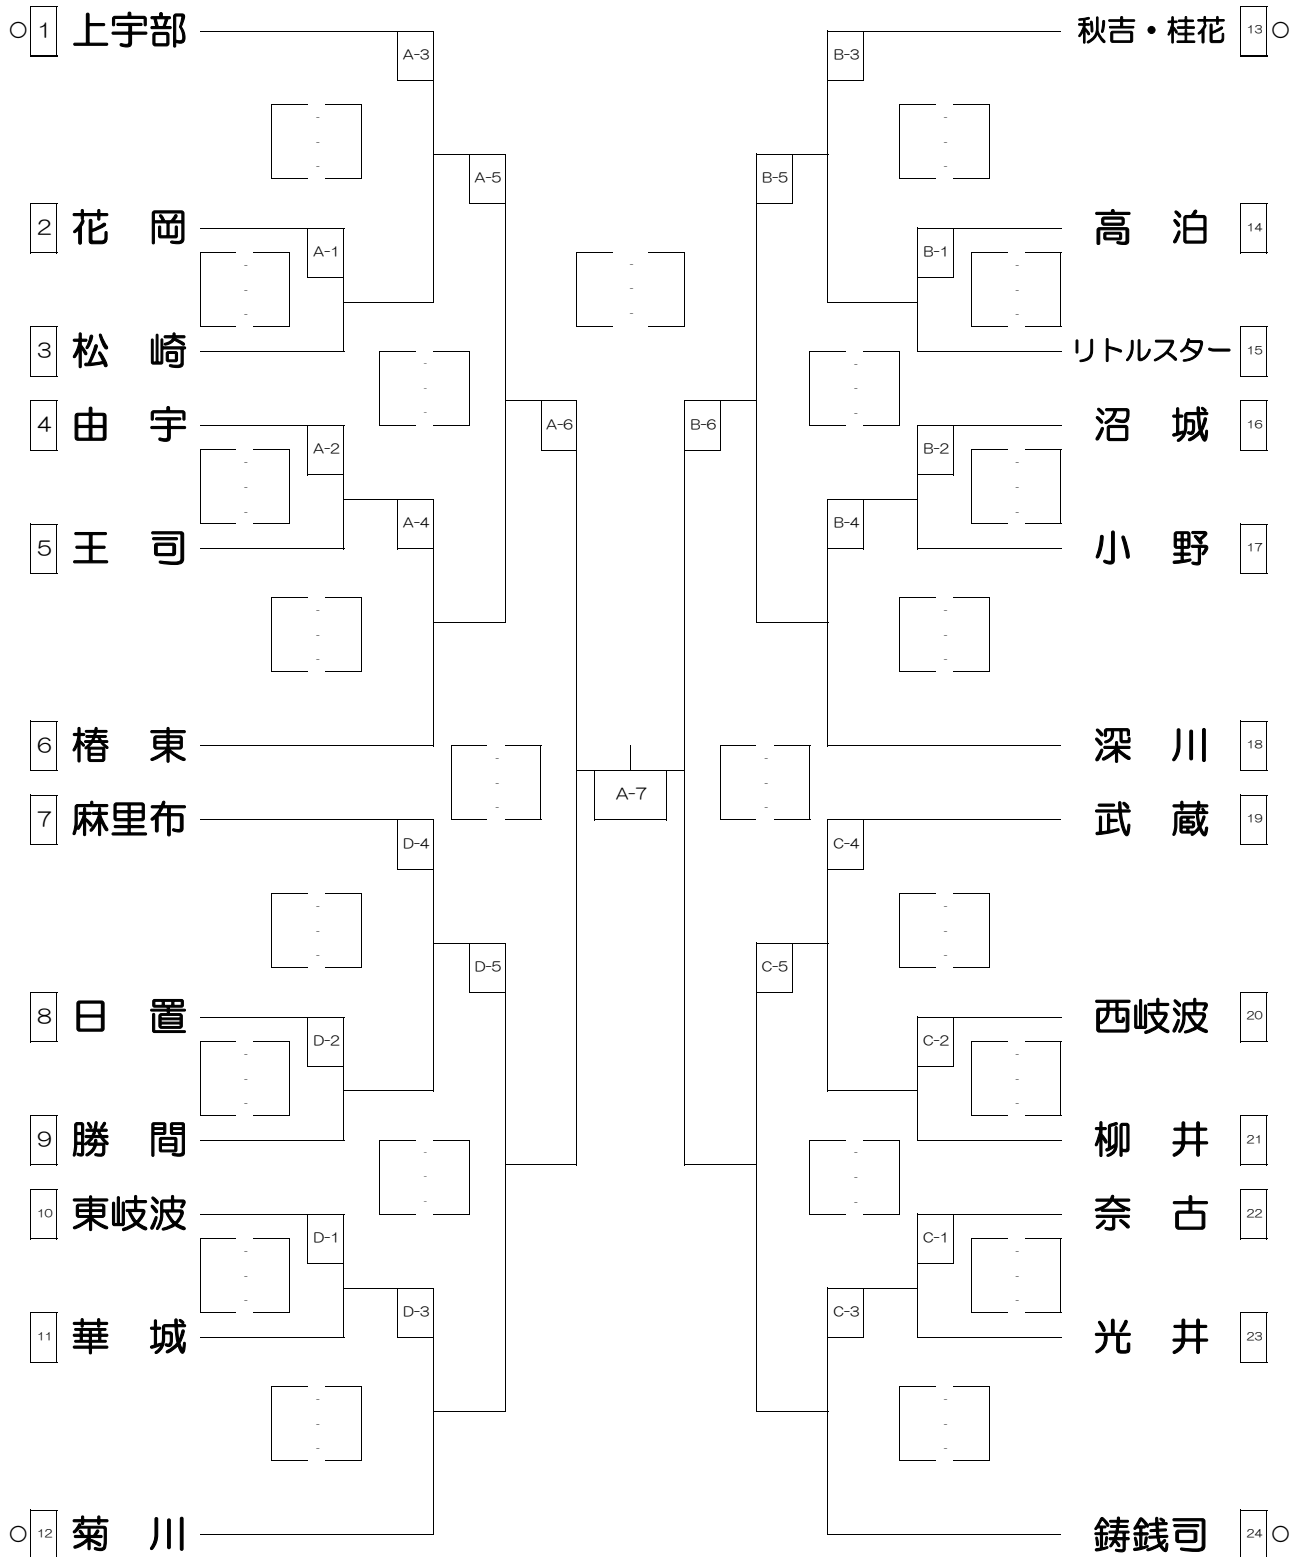 ○ 1 上宇部
秋吉・桂花 13 ○
A-3
B-3
-
-
-
-
-
-
A-5
B-5
2 花 岡
高 泊 14
A-1
B-1
-
-
-
-
-
-
-
-
-
3 松 崎
リトルスター 15
-
-
-
-
-
-
4 由 宇
沼 城 16
A-6
B-6
A-2
B-2
-
-
-
-
-
-
A-4
B-4
5 王 司
小 野 17
-
-
-
-
-
-
6 椿 東
深 川 18
-
-
-
-
-
-
A-7
7 麻里布
武 蔵 19
D-4
C-4
-
-
-
-
-
-
D-5
C-5
8 日 置
西岐波 20
D-2
C-2
-
-
-
-
-
-
9 勝 間
柳 井 21
-
-
-
-
-
-
10 東岐波
奈 古 22
D-1
C-1
-
-
-
-
-
-
D-3
C-3
11 華 城
光 井 23
-
-
-
-
-
-
○ 12 菊 川
鋳銭司 24 ○